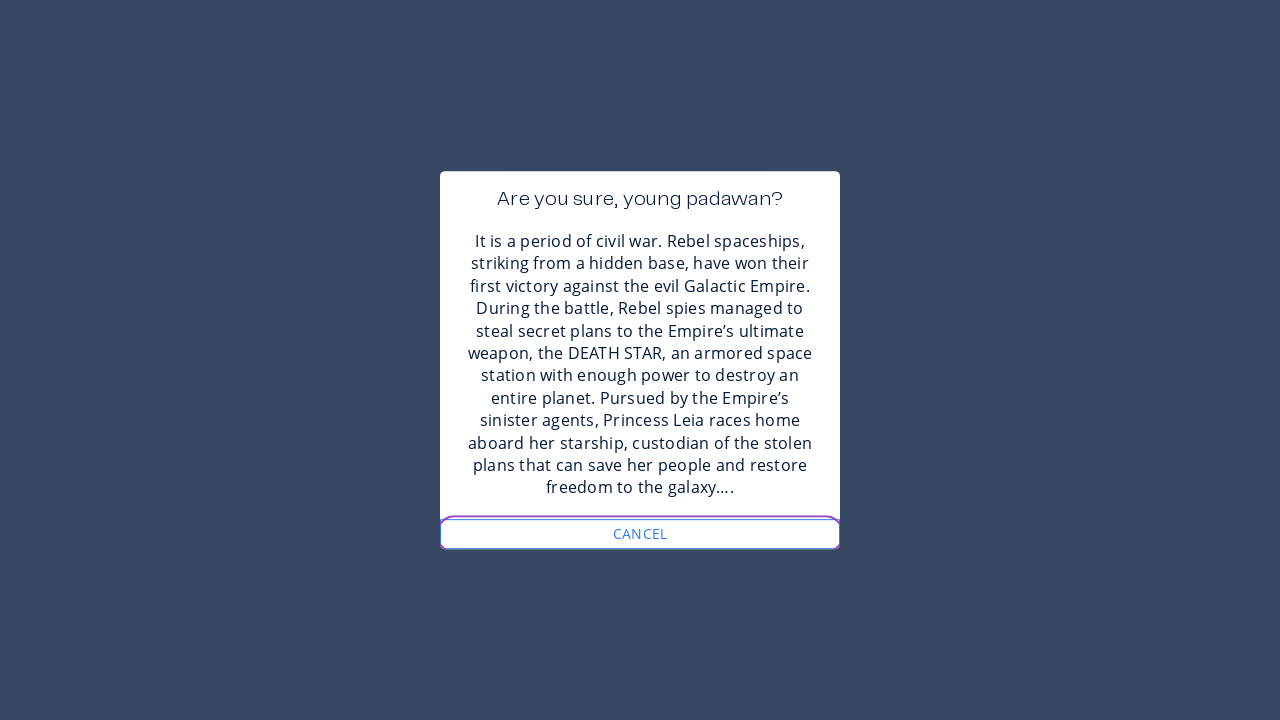 Are you sure, young padawan?
It is a period of civil war. Rebel spaceships,
striking from a hidden base, have won their
first victory against the evil Galactic Empire.
During the battle, Rebel spies managed to
steal secret plans to the Empire’s ultimate
weapon, the DEATH STAR, an armored space
station with enough power to destroy an
entire planet. Pursued by the Empire’s
sinister agents, Princess Leia races home
aboard her starship, custodian of the stolen
plans that can save her people and restore
freedom to the galaxy….
CANCEL